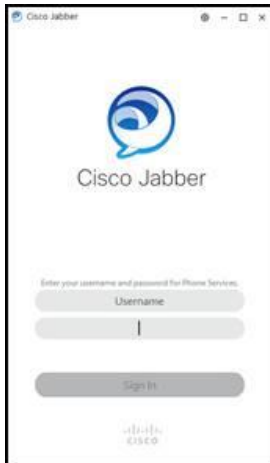 Cisco Jabber
Cisco Jabber
Enter your username and password for Phone Services.
Username
Sign In
CISCO